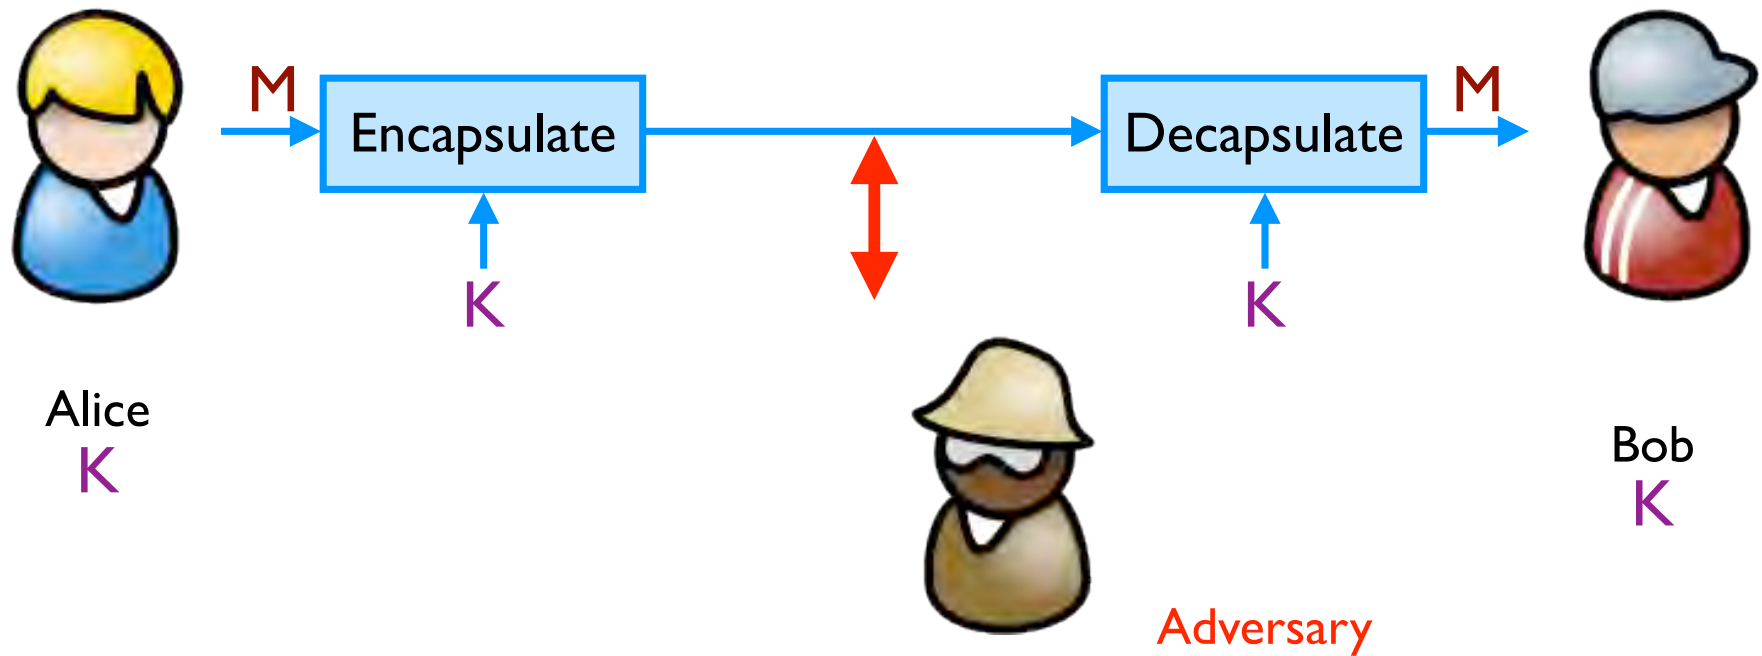 M
Encapsulate
Decapsulate
M
K
K
Alice
K
Bob
K
Adversary